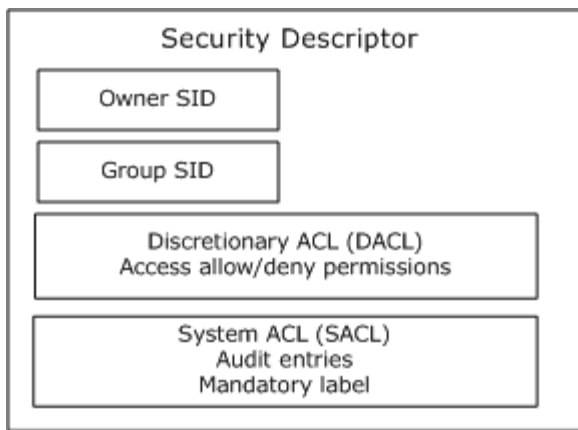 Security Descriptor
Owner SID
Group SID
Discretionary ACL (DACL)
Access allow/deny permissions
System ACL (SACL)
Audit entries
Mandatory label